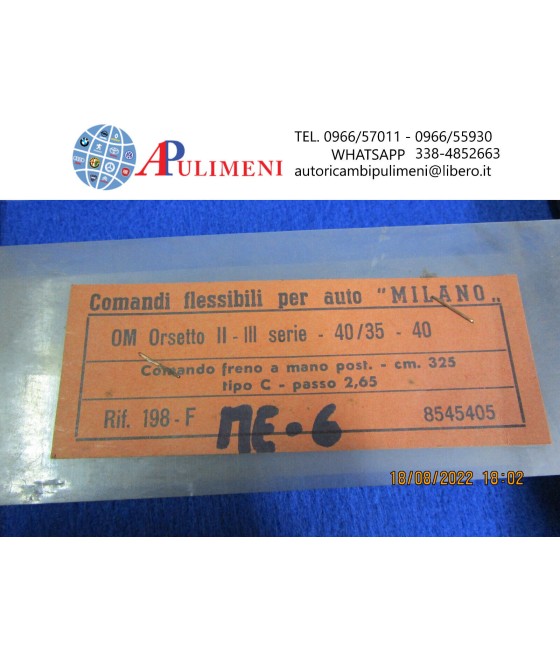 APULIMENI
TEL. 0966/57011 - 0966/55930
WHATSAPP 338-4852663
autoricambipulimeni@libero.it
Comandi flessibili per auto "MILANO„
OM Orsetto II - III serie - 40/35 - 40
Comando freno a mano post. - cm. 325
tipo C - passo 2,65
Rif. 198 - F
ME.6
8545405
18/08/2022 18:02